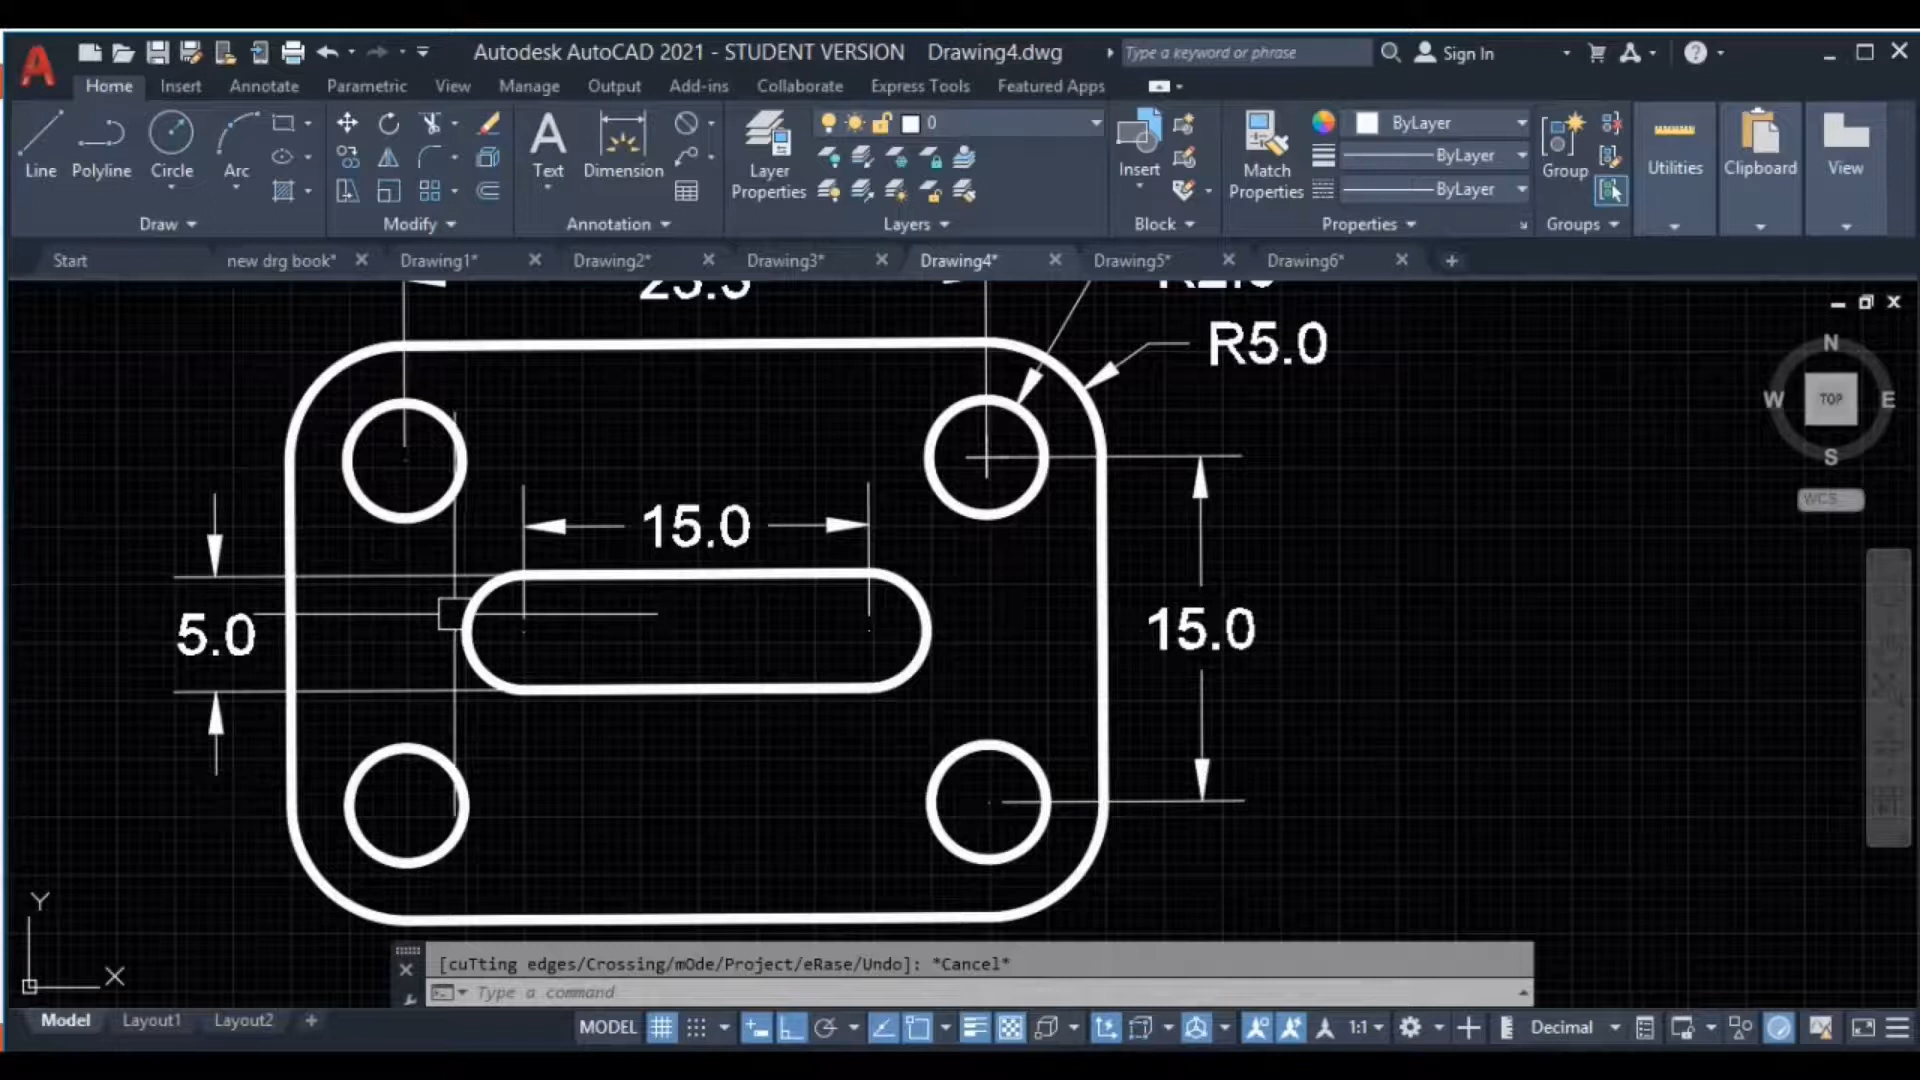 Autodesk AutoCAD 2021 - STUDENT VERSION Drawing4.dwg
Type a keyword or phrase
Sign In
Home Insert Annotate Parametric View Manage Output Add-ins Collaborate Express Tools Featured Apps
0
ByLayer
ByLayer
ByLayer
Line Polyline Circle Arc
Text Dimension
Layer Properties
Insert
Match Properties
Group
Utilities
Clipboard
View
Draw Modify Annotation Layers Block Properties Groups
Start new drg book* Drawing1* Drawing2* Drawing3* Drawing4* Drawing5* Drawing6*
R5.0
15.0
5.0
15.0
N
W TOP E
S
WCS
Y
X
[cuTting edges/Crossing/mOde/Project/eRase/Undo]: *Cancel*
Type a command
Model Layout1 Layout2
MODEL 1:1 Decimal